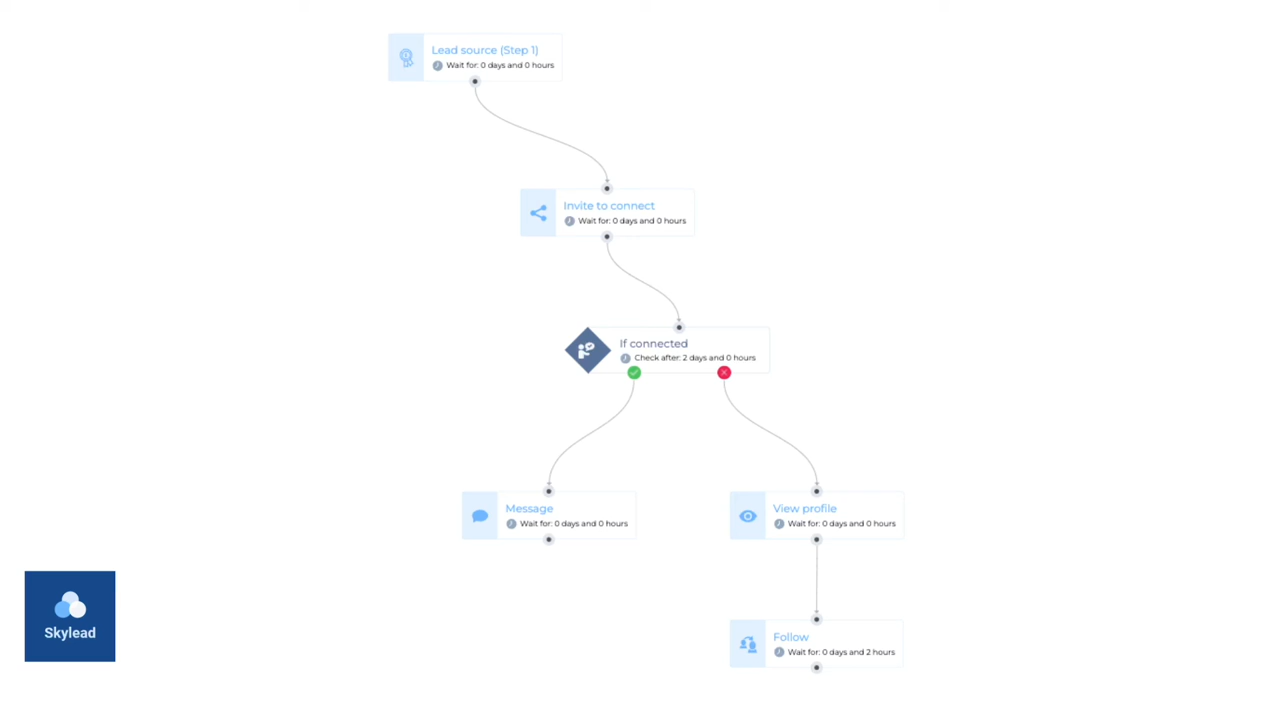 Lead source (Step 1)
Wait for: 0 days and 0 hours
Invite to connect
Wait for: 0 days and 0 hours
If connected
Check after: 2 days and 0 hours
Message
Wait for: 0 days and 0 hours
View profile
Wait for: 0 days and 0 hours
Follow
Wait for: 0 days and 2 hours
Skylead